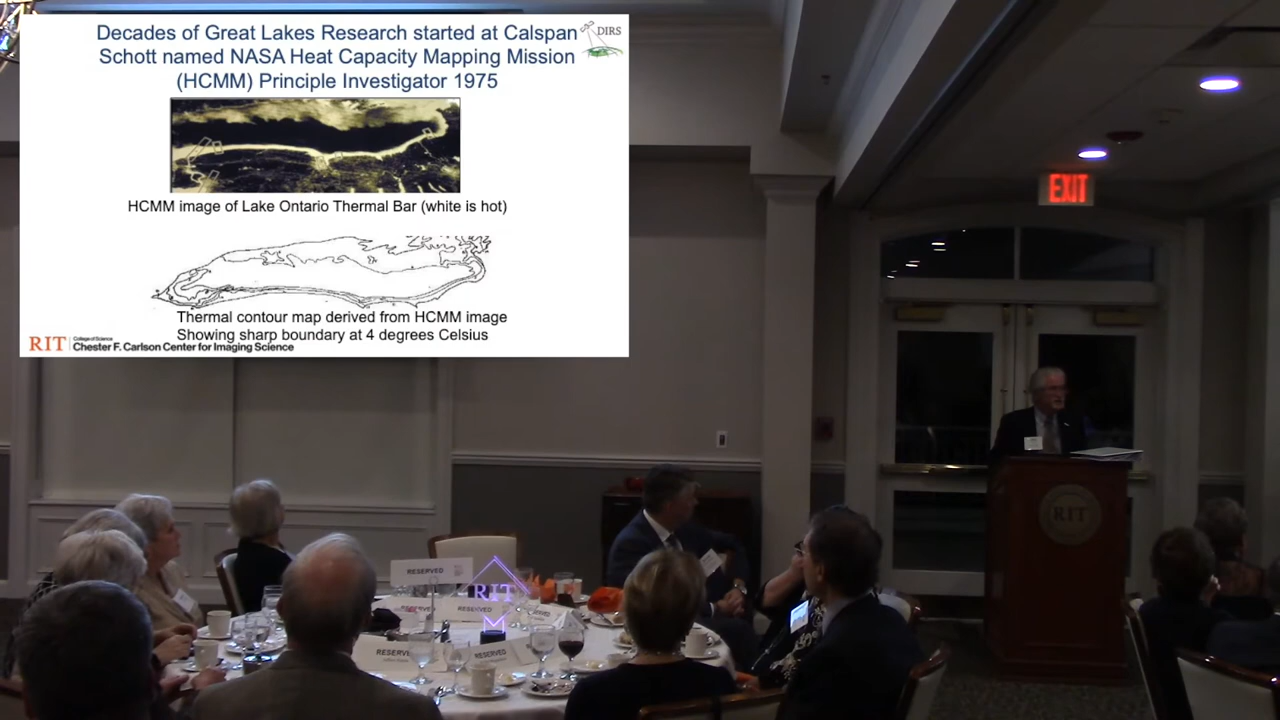 Decades of Great Lakes Research started at Calspan
Schott named NASA Heat Capacity Mapping Mission
(HCMM) Principle Investigator 1975
DIRS
HCMM image of Lake Ontario Thermal Bar (white is hot)
Thermal contour map derived from HCMM image
Showing sharp boundary at 4 degrees Celsius
RIT
College of Science
Chester F. Carlson Center for Imaging Science
EXIT
RIT
RESERVED
RIT
RESERVED
RESERVED
RESERVED
RESERVED